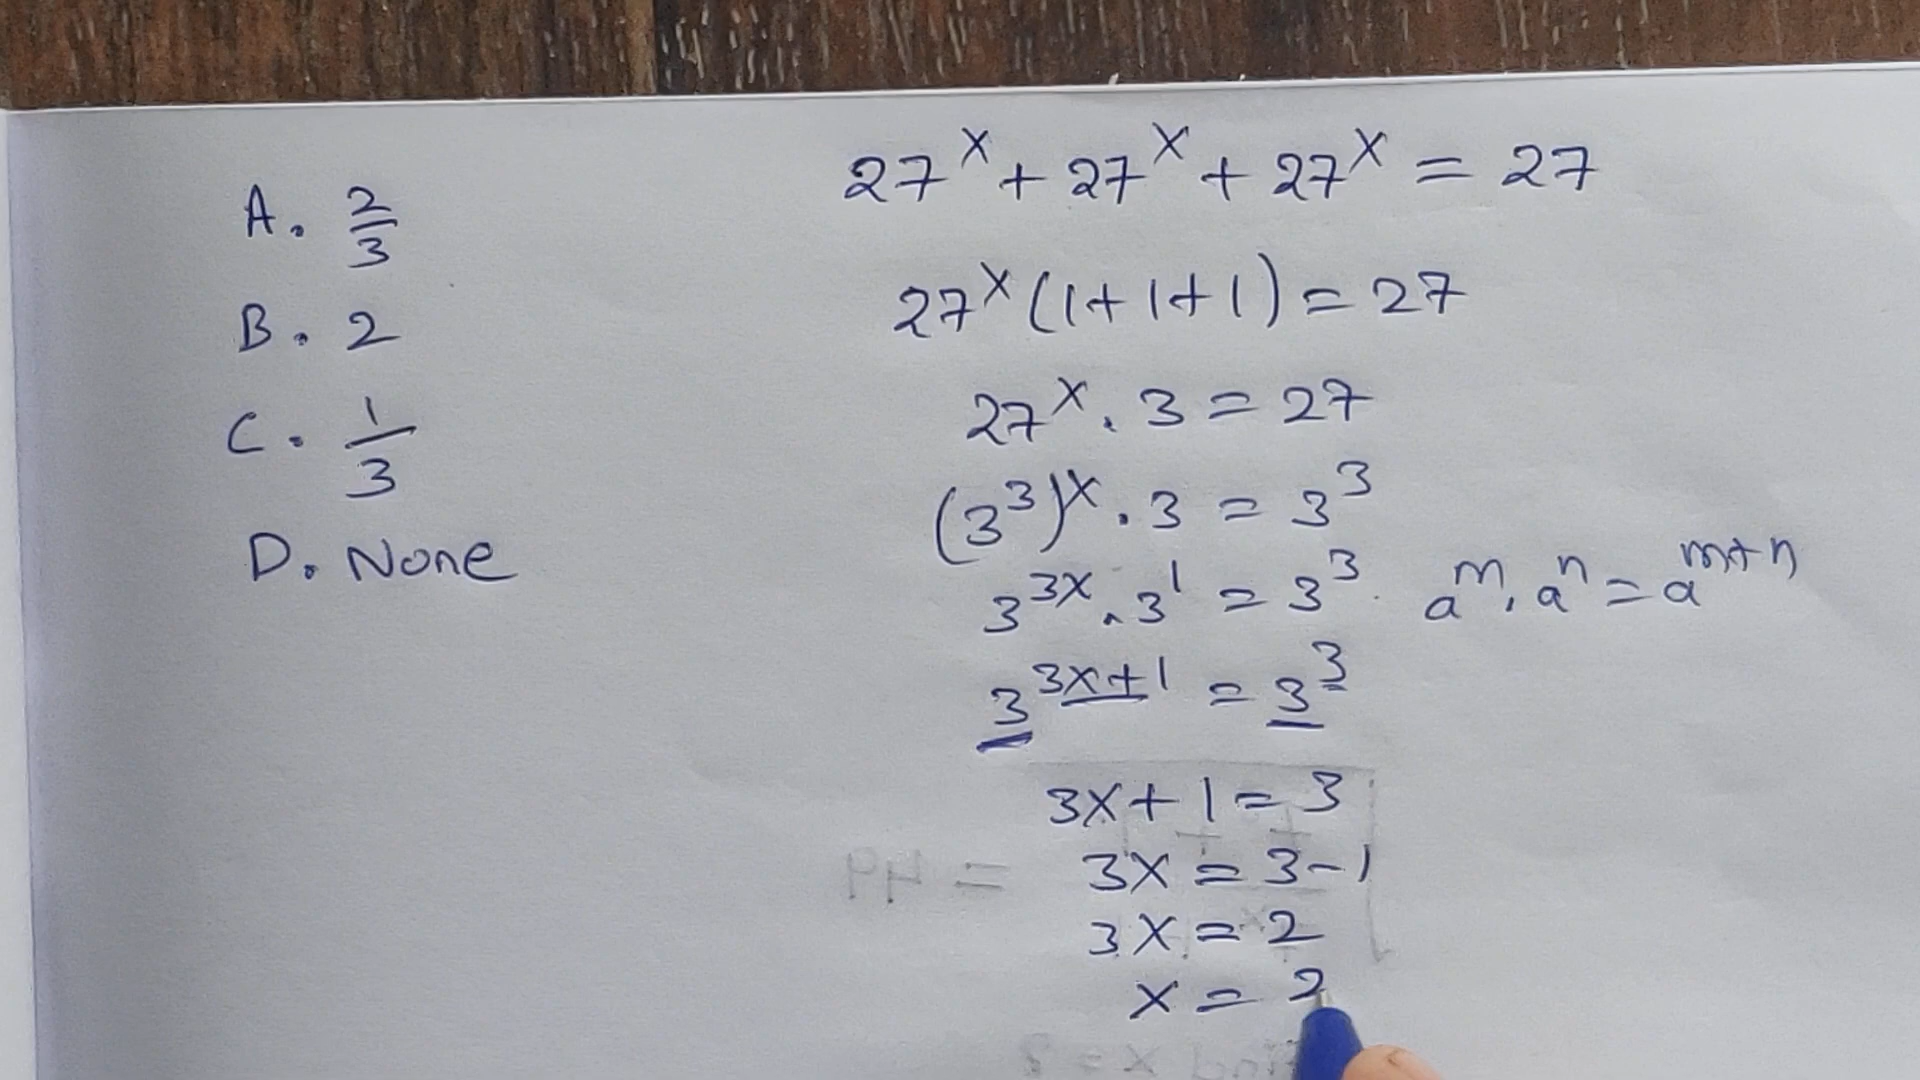 A. 2/3
B. 2
C. 1/3
D. None
27^x + 27^x + 27^x = 27
27^x (1+1+1) = 27
27^x . 3 = 27
(3^3)^x . 3 = 3^3
3^3x . 3^1 = 3^3 a^m . a^n = a^m+n
3^3x+1 = 3^3
3x + 1 = 3
3x = 3-1
3x = 2
x = 2